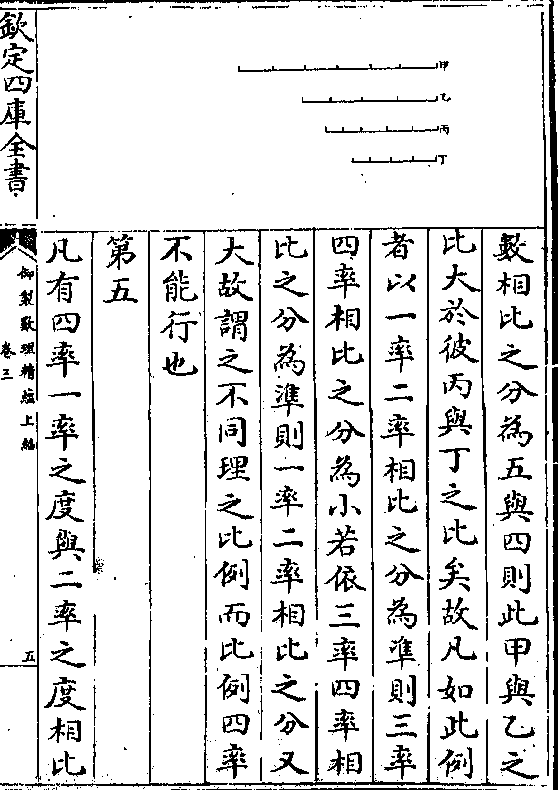 甲
乙
丙
丁
數相比之分為五與四則此甲與乙之
比大於彼丙與丁之比矣故凡如此例
者以一率二率相比之分為準則三率
四率相比之分為小若依三率四率相
比之分為準則一率二率相比之分又
大故謂之不同理之比例而比例四率
不能行也
第五
凡有四率一率之度與二率之度相比
欽定四庫全書
御製數理精蘊上編
卷三
五